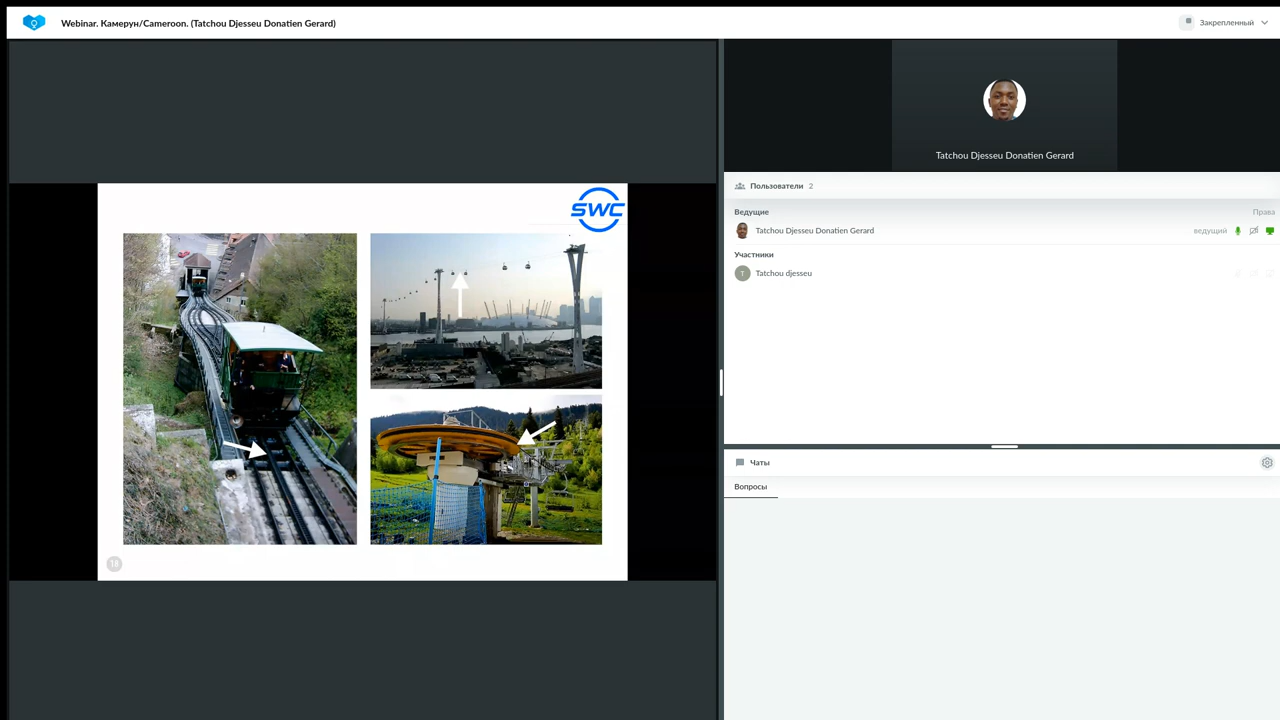 Webinar. Камерун/Cameroon. (Tatchou Djesseu Donatien Gerard)
Закрепленный
SWC
18
Tatchou Djesseu Donatien Gerard
Пользователи 2
Ведущие Права
Tatchou Djesseu Donatien Gerard ведущий
Участники
T Tatchou djesseu
Чаты
Вопросы